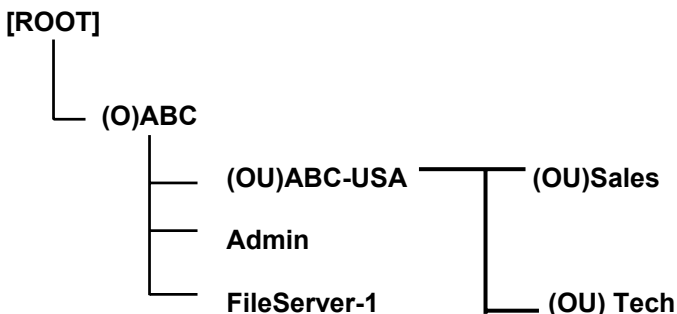 [ROOT]
(O)ABC
(OU)ABC-USA
(OU)Sales
Admin
FileServer-1
(OU) Tech